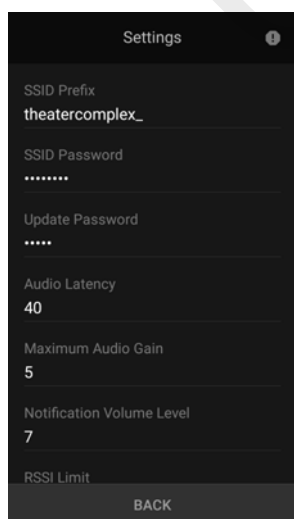 Settings
SSID Prefix
theatercomplex_
SSID Password
••••••••
Update Password
•••••
Audio Latency
40
Maximum Audio Gain
5
Notification Volume Level
7
RSSI Limit
BACK